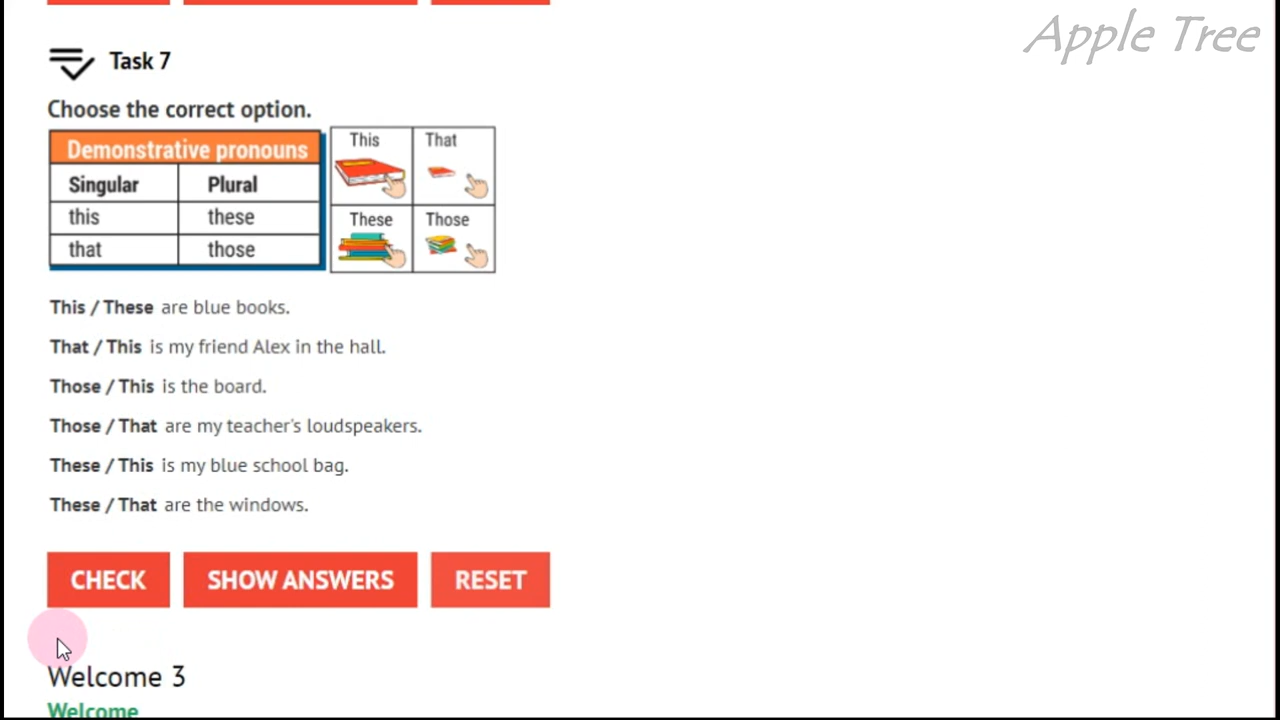 Apple Tree
Task 7
Choose the correct option.
Demonstrative pronouns
Singular Plural
this these
that those
This That
These Those
This / These are blue books.
That / This is my friend Alex in the hall.
Those / This is the board.
Those / That are my teacher's loudspeakers.
These / This is my blue school bag.
These / That are the windows.
CHECK SHOW ANSWERS RESET
Welcome 3
Welcome